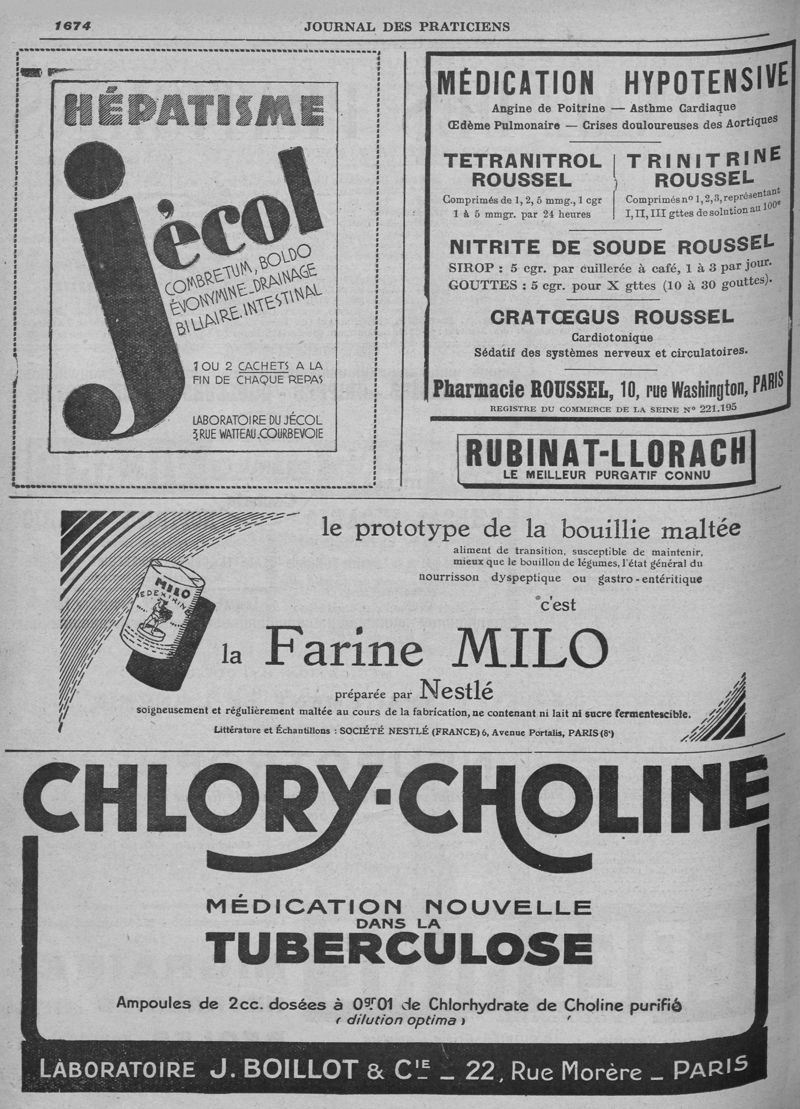 1674
JOURNAL DES PRATICIENS
HÉPATISME
jécol
COMBRETUM, BOLDO
ÉVONYMINE_DRAINAGE
BILIAIRE, INTESTINAL
1 OU 2 CACHETS A LA
FIN DE CHAQUE REPAS
LABORATOIRE DU JÉCOL
3, RUE WATTEAU, COURBEVOIE
MÉDICATION HYPOTENSIVE
Angine de Poitrine — Asthme Cardiaque
Œdème Pulmonaire — Crises douloureuses des Aortiques
TETRANITROL
ROUSSEL
Comprimés de 1, 2, 5 mmg., 1 cgr
1 à 5 mmgr. par 24 heures
TRINITRINE
ROUSSEL
Comprimés nº 1, 2, 3, représentant
I, II, III gttes de solution au 100e
NITRITE DE SOUDE ROUSSEL
SIROP : 5 cgr. par cuillerée à café, 1 à 3 par jour.
GOUTTES : 5 cgr. pour X gttes (10 à 30 gouttes).
CRATŒGUS ROUSSEL
Cardiotonique
Sédatif des systèmes nerveux et circulatoires.
Pharmacie ROUSSEL, 10, rue Washington, PARIS
REGISTRE DU COMMERCE DE LA SEINE Nº 221.195
RUBINAT-LLORACH
LE MEILLEUR PURGATIF CONNU
le prototype de la bouillie maltée
aliment de transition, susceptible de maintenir,
mieux que le bouillon de légumes, l'état général du
nourrisson dyspeptique ou gastro-entéritique
c'est
MILO
la Farine MILO
préparée par Nestlé
soigneusement et régulièrement maltée au cours de la fabrication, ne contenant ni lait ni sucre fermentescible.
Littérature et Échantillons : SOCIÉTÉ NESTLÉ (FRANCE) 6, Avenue Portalis, PARIS (8e)
CHLORY-CHOLINE
MÉDICATION NOUVELLE
DANS LA
TUBERCULOSE
Ampoules de 2cc. dosées à 0gr.01 de Chlorhydrate de Choline purifié
( dilution optima )
LABORATOIRE J. BOILLOT & CIE _ 22, Rue Morère _ PARIS